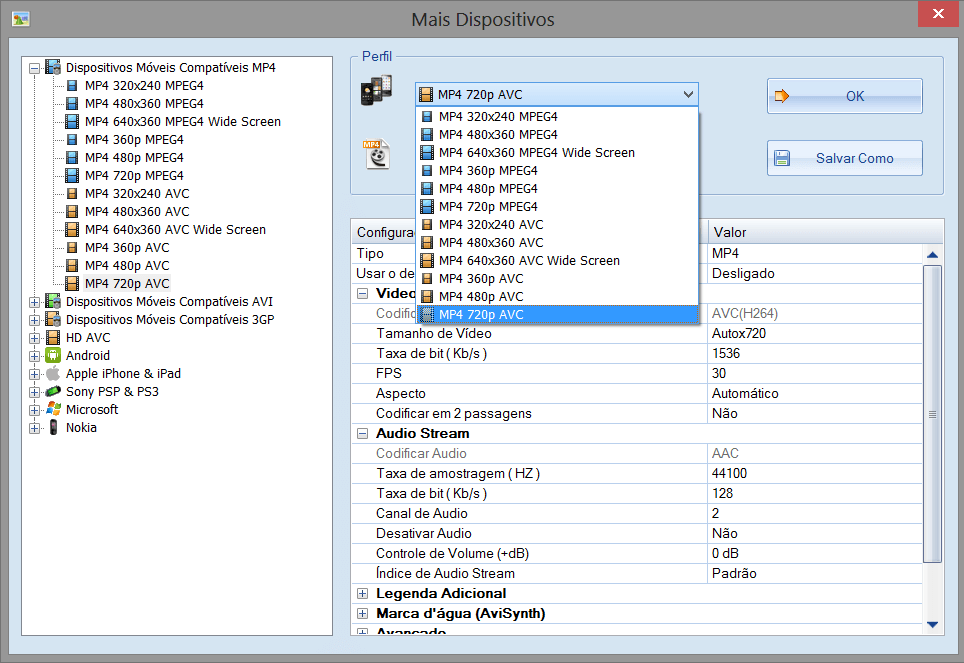 Mais Dispositivos
Dispositivos Móveis Compatíveis MP4
MP4 320x240 MPEG4
MP4 480x360 MPEG4
MP4 640x360 MPEG4 Wide Screen
MP4 360p MPEG4
MP4 480p MPEG4
MP4 720p MPEG4
MP4 320x240 AVC
MP4 480x360 AVC
MP4 640x360 AVC Wide Screen
MP4 360p AVC
MP4 480p AVC
MP4 720p AVC
Dispositivos Móveis Compatíveis AVI
Dispositivos Móveis Compatíveis 3GP
HD AVC
Android
Apple iPhone & iPad
Sony PSP & PS3
Microsoft
Nokia
Perfil
MP4 720p AVC
MP4 320x240 MPEG4
MP4 480x360 MPEG4
MP4 640x360 MPEG4 Wide Screen
MP4 360p MPEG4
MP4 480p MPEG4
MP4 720p MPEG4
MP4 320x240 AVC
MP4 480x360 AVC
MP4 640x360 AVC Wide Screen
MP4 360p AVC
MP4 480p AVC
MP4 720p AVC
MP4
OK
Salvar Como
Configura Valor
Tipo MP4
Usar o de Desligado
Video
Codific AVC(H264)
Tamanho de Vídeo Autox720
Taxa de bit ( Kb/s ) 1536
FPS 30
Aspecto Automático
Codificar em 2 passagens Não
Audio Stream
Codificar Audio AAC
Taxa de amostragem ( HZ ) 44100
Taxa de bit ( Kb/s ) 128
Canal de Audio 2
Desativar Audio Não
Controle de Volume (+dB) 0 dB
Índice de Audio Stream Padrão
Legenda Adicional
Marca d'água (AviSynth)
Avançado